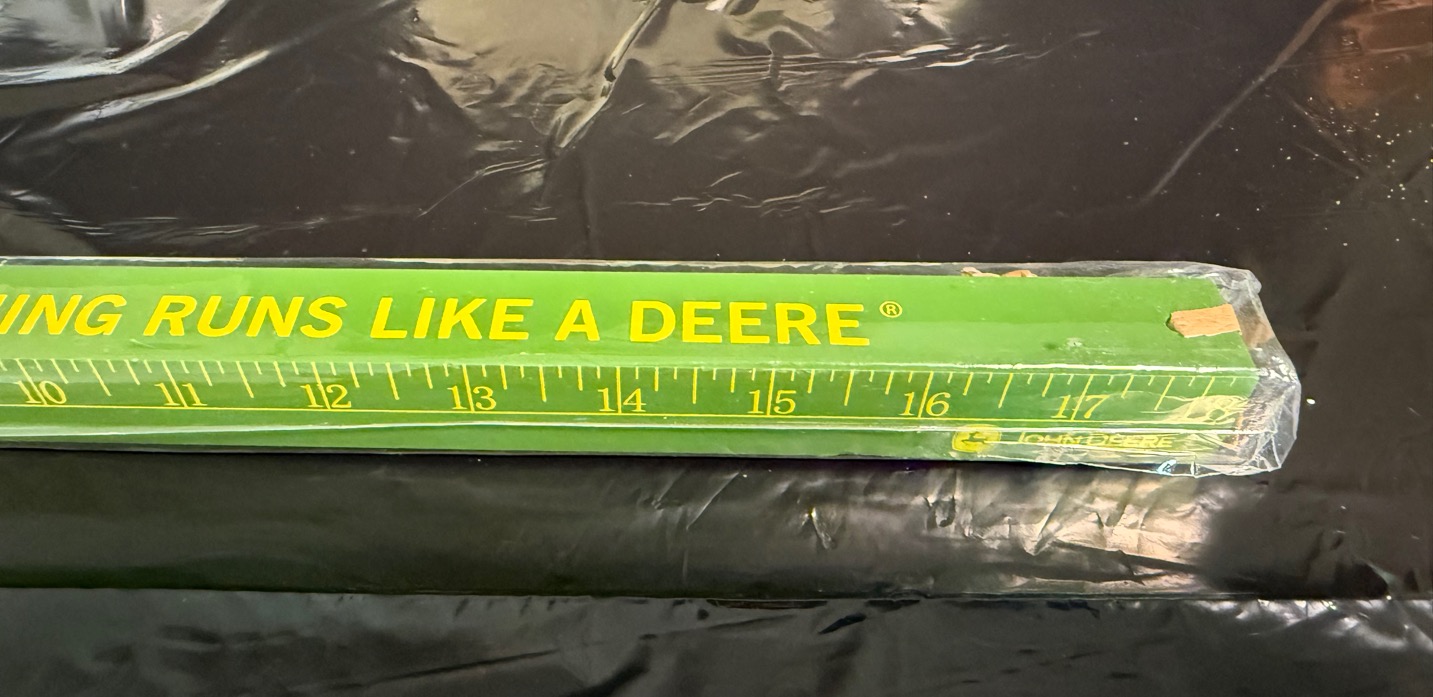 ING RUNS LIKE A DEERE®
10 11 12 13 14 15 16 17
JOHN DEERE